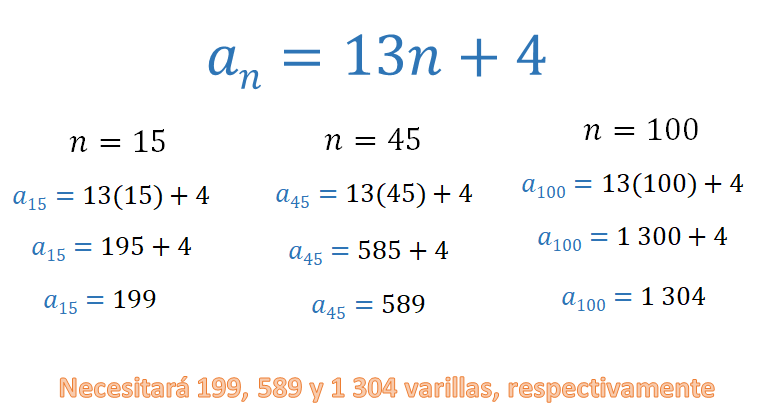 aₙ = 13n + 4
n = 15
a₁₅ = 13(15) + 4
a₁₅ = 195 + 4
a₁₅ = 199
n = 45
a₄₅ = 13(45) + 4
a₄₅ = 585 + 4
a₄₅ = 589
n = 100
a₁₀₀ = 13(100) + 4
a₁₀₀ = 1 300 + 4
a₁₀₀ = 1 304
Necesitará 199, 589 y 1 304 varillas, respectivamente